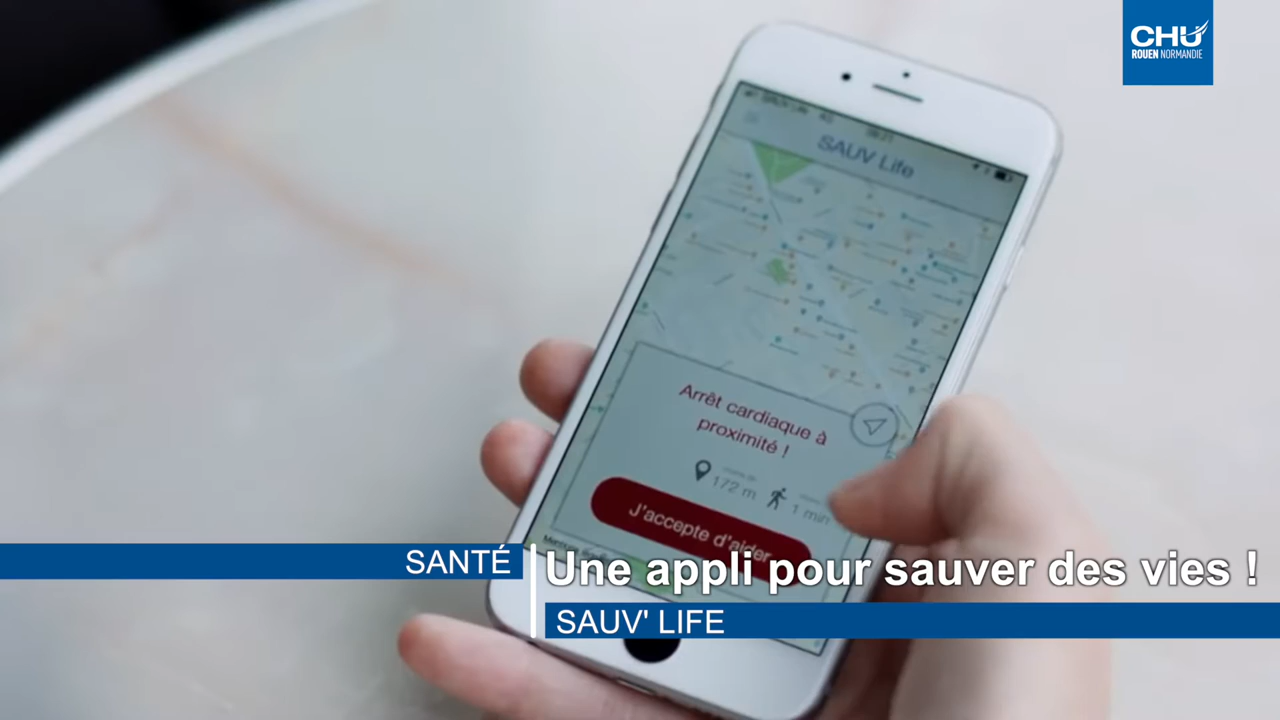 CHU
ROUEN NORMANDIE
SAUV Life
Arrêt cardiaque à
proximité !
172 m
1 min
J'accepte d'aider
SANTÉ
Une appli pour sauver des vies !
SAUV' LIFE